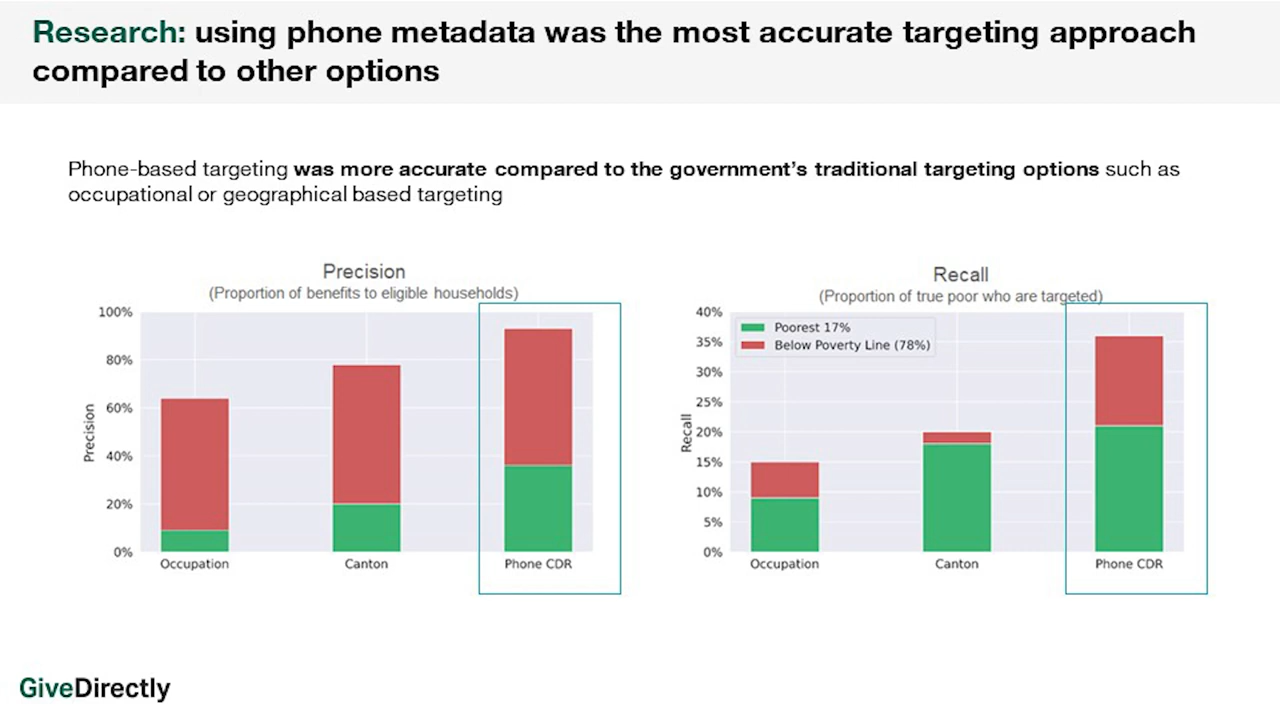 Research: using phone metadata was the most accurate targeting approach
compared to other options
Phone-based targeting was more accurate compared to the government's traditional targeting options such as
occupational or geographical based targeting
Precision
(Proportion of benefits to eligible households)
100%
80%
60%
40%
20%
0%
Precision
Occupation
Canton
Phone CDR
Recall
(Proportion of true poor who are targeted)
40%
35%
30%
25%
20%
15%
10%
5%
0%
Recall
Poorest 17%
Below Poverty Line (78%)
Occupation
Canton
Phone CDR
GiveDirectly